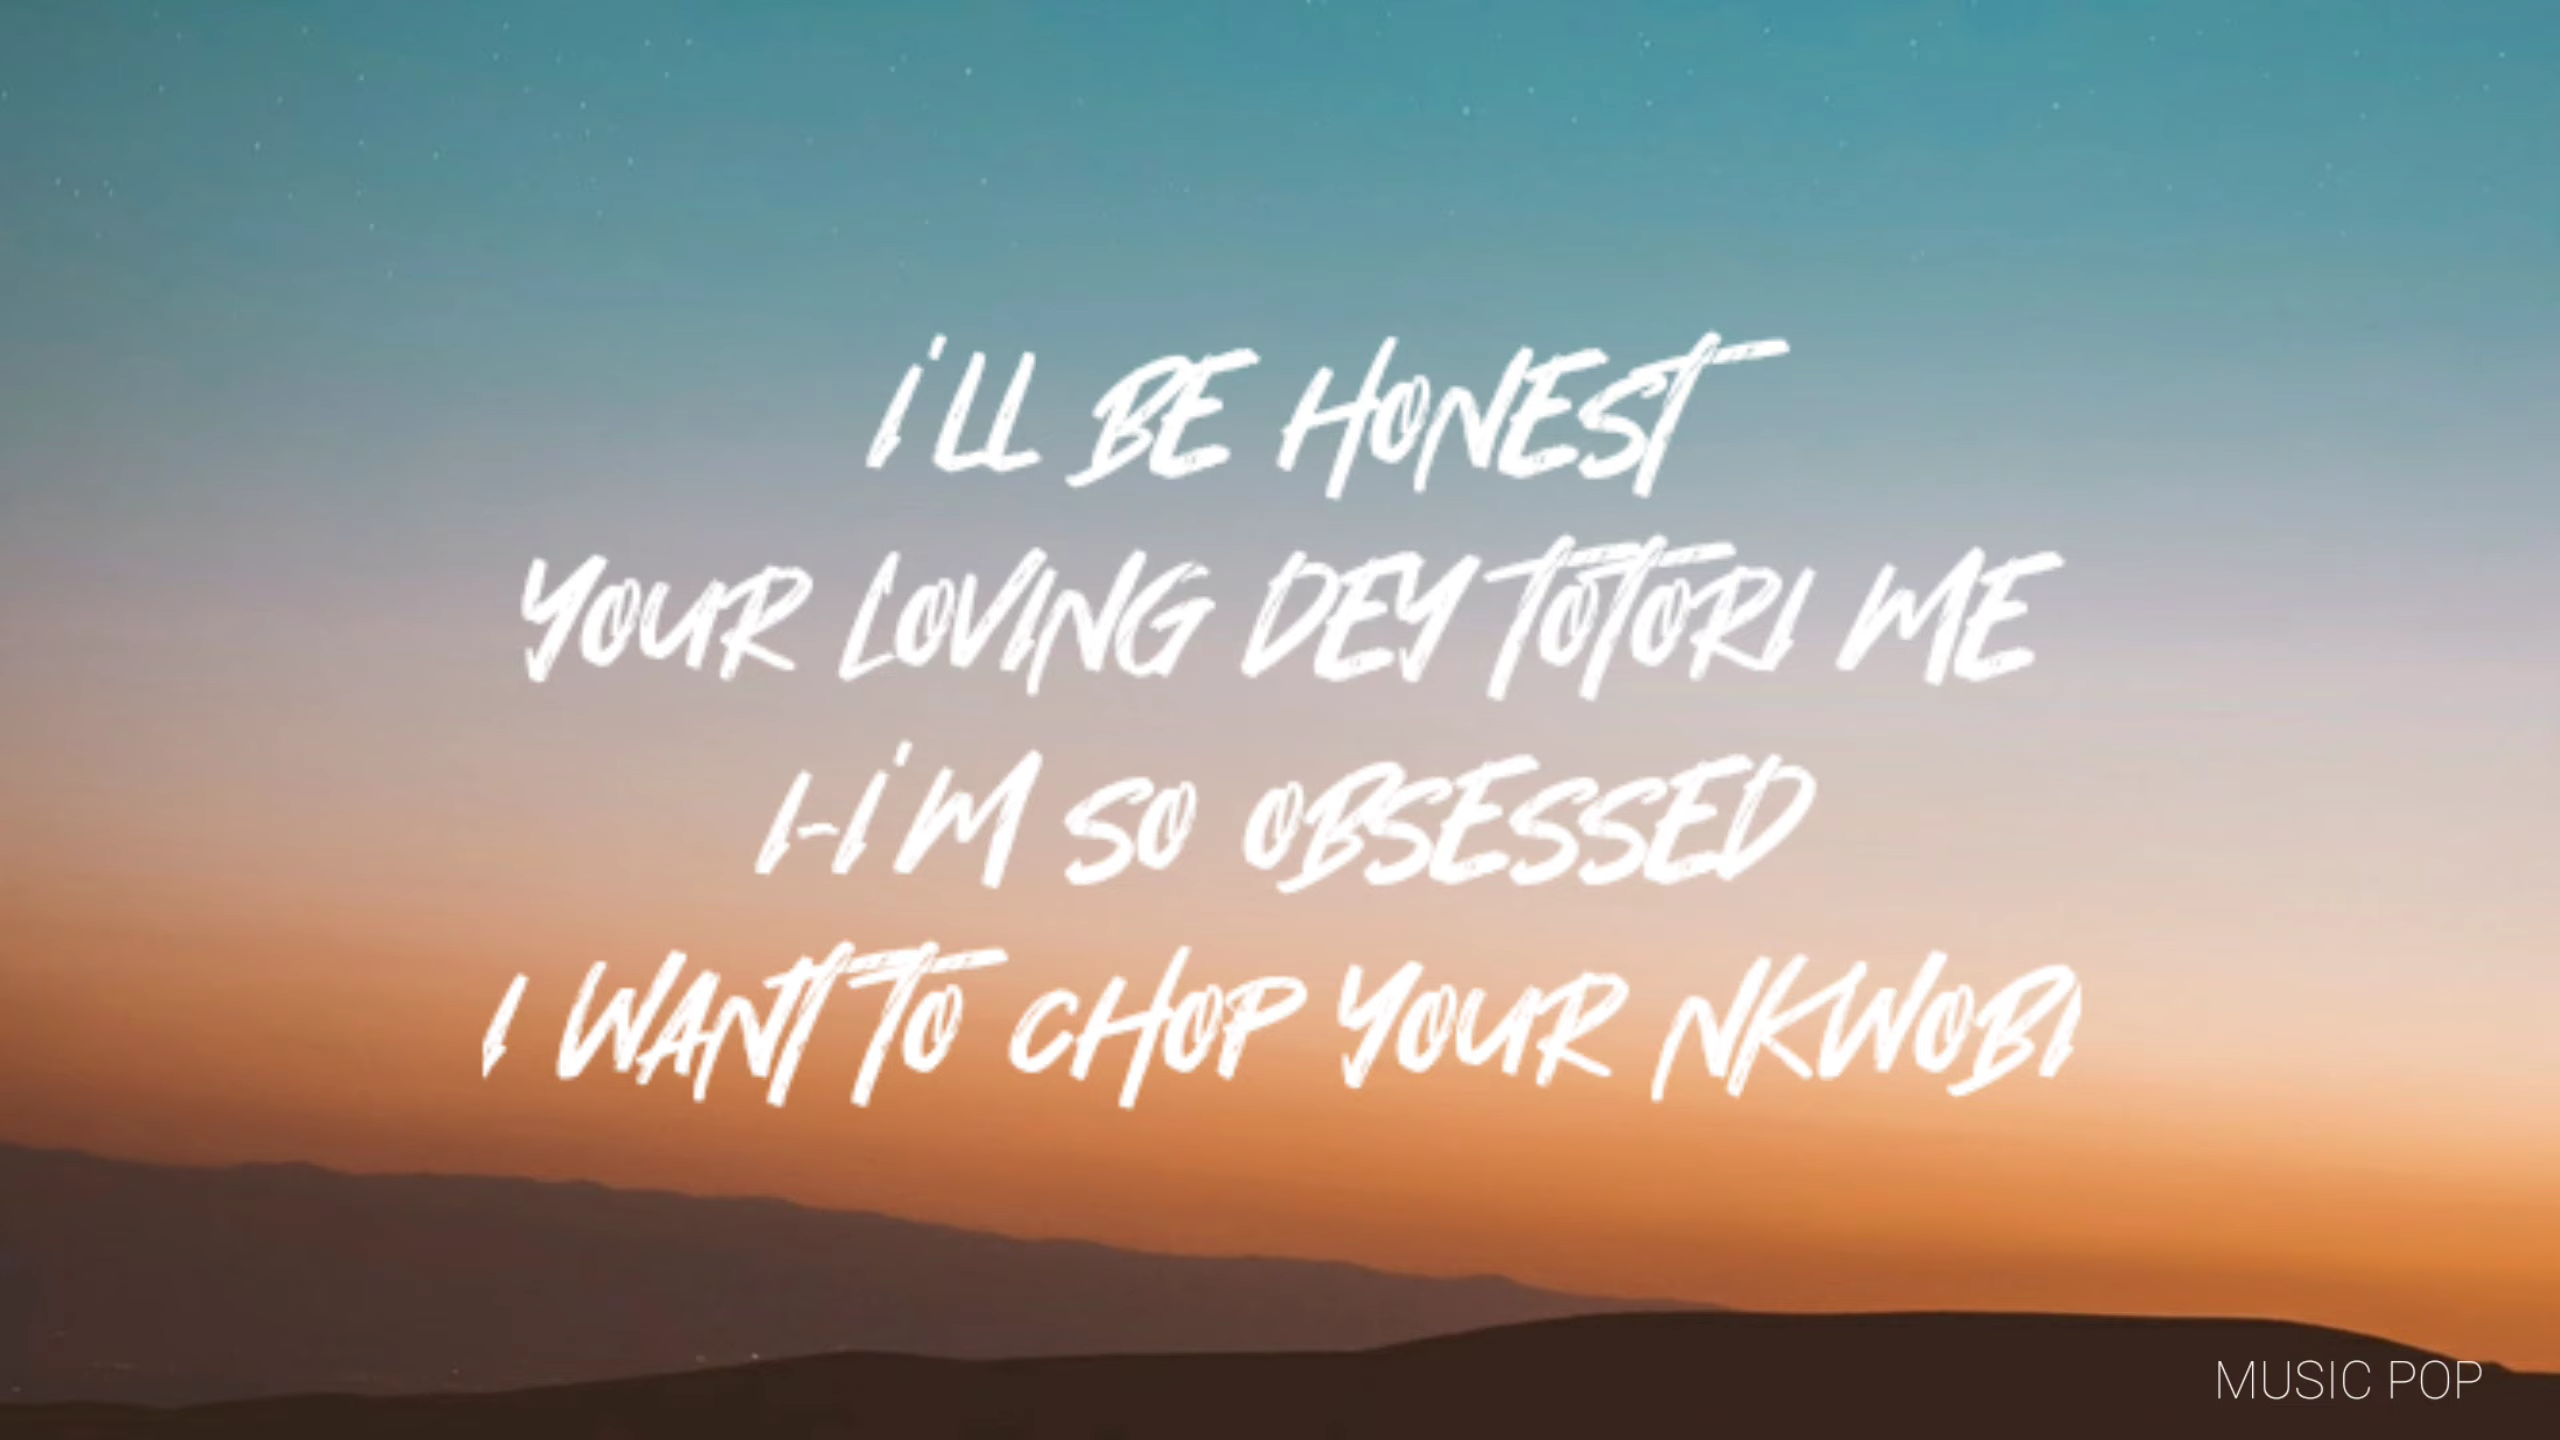 I'LL BE HONEST
YOUR LOVING DEY TOTORI ME
I-I'M SO OBSESSED
I WANT TO CHOP YOUR NKWOBI
MUSIC POP